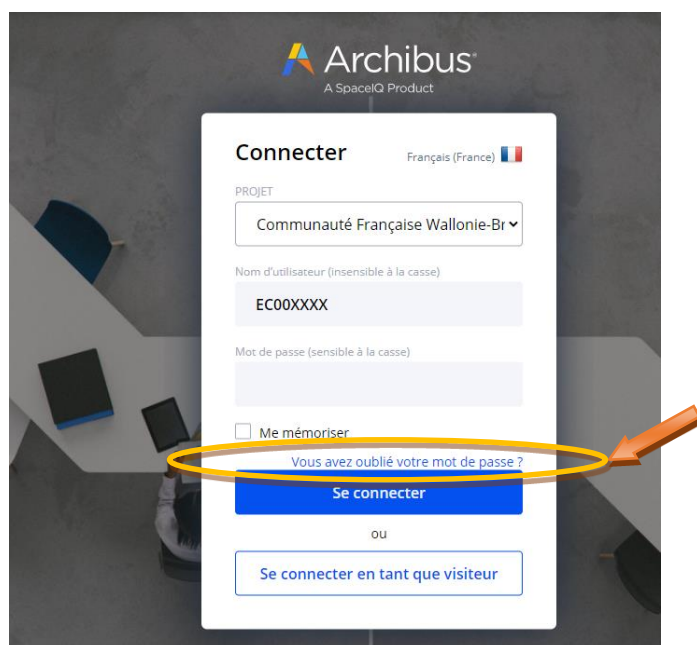 Archibus®
A SpaceIQ Product
Connecter
Français (France)
PROJET
Communauté Française Wallonie-Br
Nom d'utilisateur (insensible à la casse)
EC00XXXX
Mot de passe (sensible à la casse)
Me mémoriser
Vous avez oublié votre mot de passe ?
Se connecter
ou
Se connecter en tant que visiteur